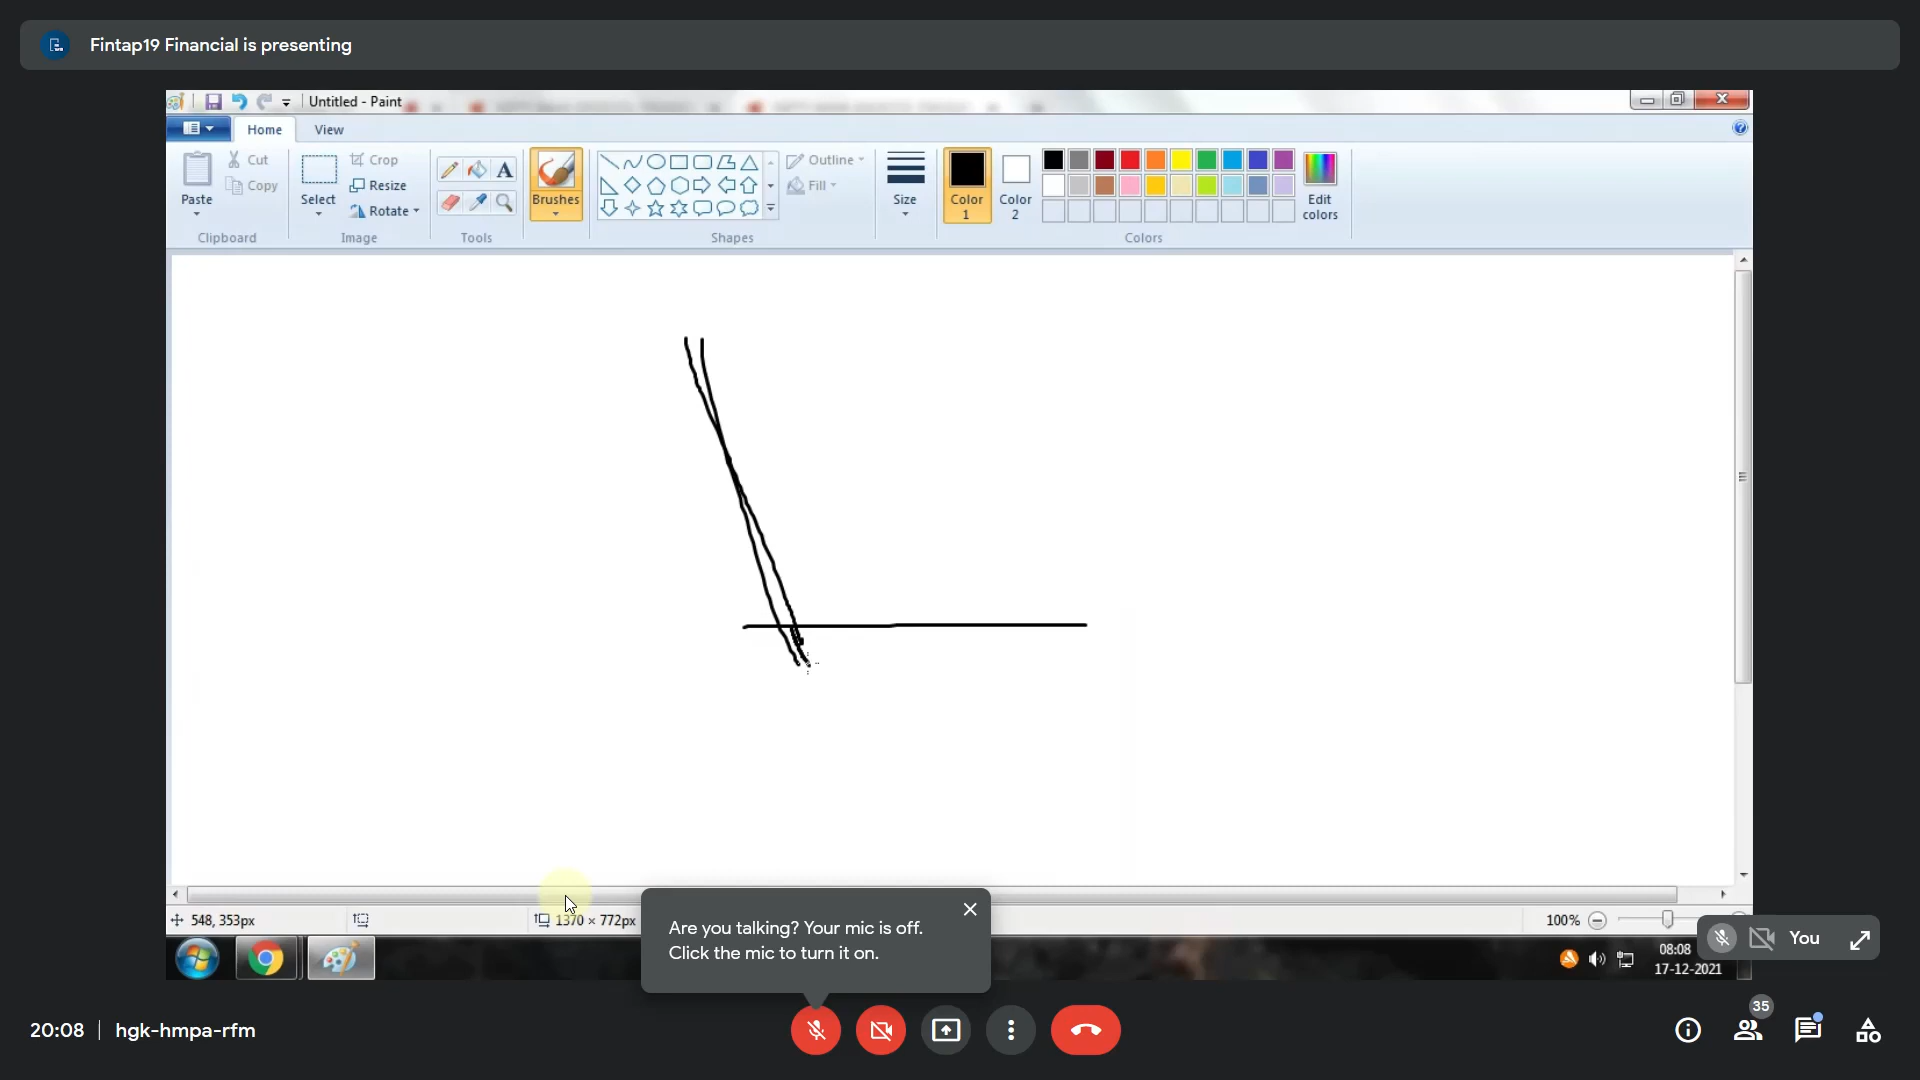 Fintap19 Financial is presenting
Untitled - Paint
Home View
Cut
Copy
Paste
Clipboard
Select
Crop
Resize
Rotate
Image
A
Tools
Brushes
Shapes
Outline
Fill
Size
Color
1
Color
2
Edit
colors
Colors
548, 353px
1370 × 772px
100%
Are you talking? Your mic is off.
Click the mic to turn it on.
You
08:08
17-12-2021
20:08 | hgk-hmpa-rfm
35